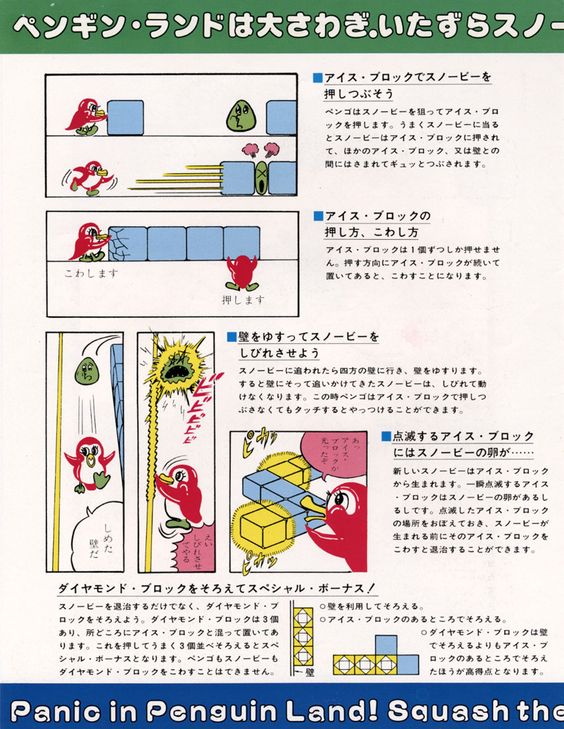 ペンギン・ランドは大さわぎ。いたずらスノー
■アイス・ブロックでスノービーを
押しつぶそう
ペンゴはスノービーを狙ってアイス・ブロ
ックを押します。うまくスノービーに当る
とスノービーはアイス・ブロックに押され
て、ほかのアイス・ブロック、又は壁との
間にはさまれてギュッとつぶされます。
■アイス・ブロックの
押し方、こわし方
アイス・ブロックは1個ずつしか押せませ
ん。押す方向にアイス・ブロックが続いて
置いてあると、こわすことになります。
こわします
押します
■壁をゆすってスノービーを
しびれさせよう
スノービーに追われたら四方の壁に行き、壁をゆすります。
すると壁にそって追いかけてきたスノービーは、しびれて動
けなくなります。この時ペンゴはアイス・ブロックで押しつ
ぶさなくてもタッチするとやっつけることができます。
しめた
壁だ
ビビビビビ
えい、
しびれさせ
てやる
ピカッ
あっ
アイス・
ブロックが
光ったぞ
ピカッ
■点滅するアイス・ブロック
にはスノービーの卵が……
新しいスノービーはアイス・ブロック
から生まれます。一瞬点滅するアイス
・ブロックはスノービーの卵があるし
るしです。点滅したアイス・ブロック
の場所をおぼえておき、スノービーが
生まれる前にそのアイス・ブロックを
こわすと退治することができます。
ダイヤモンド・ブロックをそろえてスペシャル・ボーナス!
スノービーを退治するだけでなく、ダイヤモンド・ブ
ロックをそろえよう。ダイヤモンド・ブロックは3個
あり、所どころにアイス・ブロックと混って置いてあ
ります。これを押してうまく3個並べそろえるとスペ
シャル・ボーナスとなります。ペンゴもスノービーも
ダイヤモンド・ブロックをこわすことはできません。
○壁を利用してそろえる。
○アイス・ブロックのあるところでそろえる。
○ダイヤモンド・ブロックは壁
でそろえるよりもアイス・ブ
ロックのあるところでそろえ
たほうが高得点となります。
壁
Panic in Penguin Land! Squash the